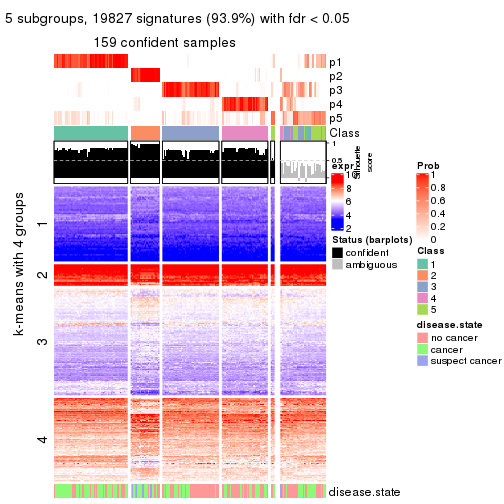 5 subgroups, 19827 signatures (93.9%) with fdr < 0.05
159 confident samples
p1
p2
p3
p4
p5
Class
1
0.5
0
Silhouette
score
k-means with 4 groups
1
2
3
4
disease.state
expr
10
8
6
4
2
Status (barplots)
confident
ambiguous
Prob
1
0.8
0.6
0.4
0.2
0
Class
1
2
3
4
5
disease.state
no cancer
cancer
suspect cancer